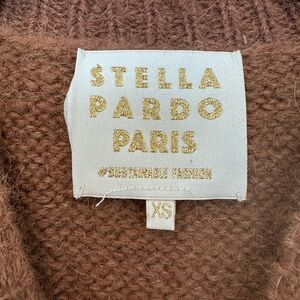 STELLA
PARDO
PARIS
#SUSTAINABLE FASHION
XS